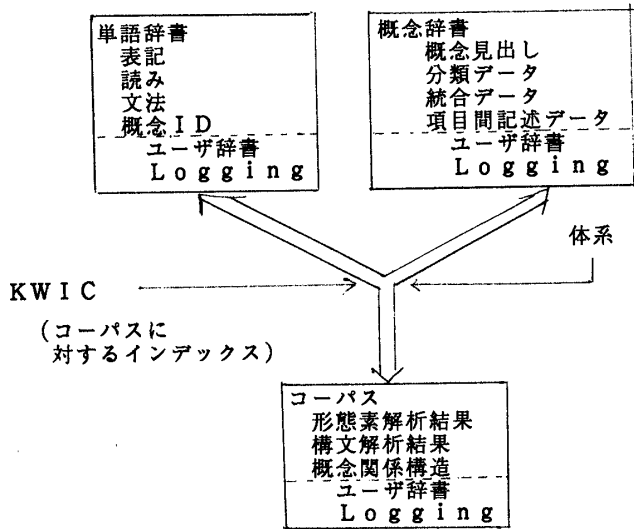 単語辞書
表記
読み
文法
概念ID
ユーザ辞書
Logging
概念辞書
概念見出し
分類データ
統合データ
項目間記述データ
ユーザ辞書
Logging
体系
KWIC
(コーパスに
対するインデックス)
コーパス
形態素解析結果
構文解析結果
概念関係構造
ユーザ辞書
Logging